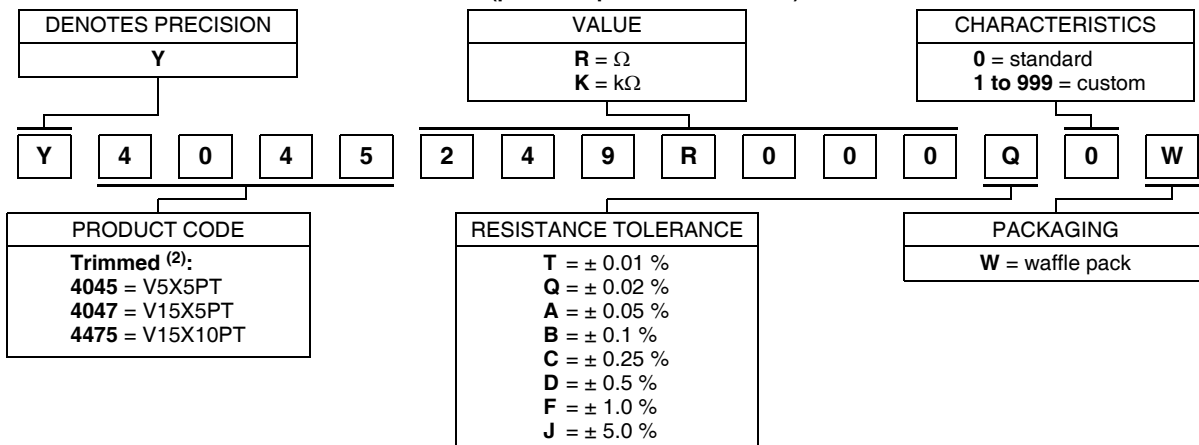 DENOTES PRECISION
Y
VALUE
R = Ω
K = kΩ
CHARACTERISTICS
0 = standard
1 to 999 = custom
Y 4 0 4 5 2 4 9 R 0 0 0 Q 0 W
PRODUCT CODE
Trimmed (2):
4045 = V5X5PT
4047 = V15X5PT
4475 = V15X10PT
RESISTANCE TOLERANCE
T = ± 0.01 %
Q = ± 0.02 %
A = ± 0.05 %
B = ± 0.1 %
C = ± 0.25 %
D = ± 0.5 %
F = ± 1.0 %
J = ± 5.0 %
PACKAGING
W = waffle pack